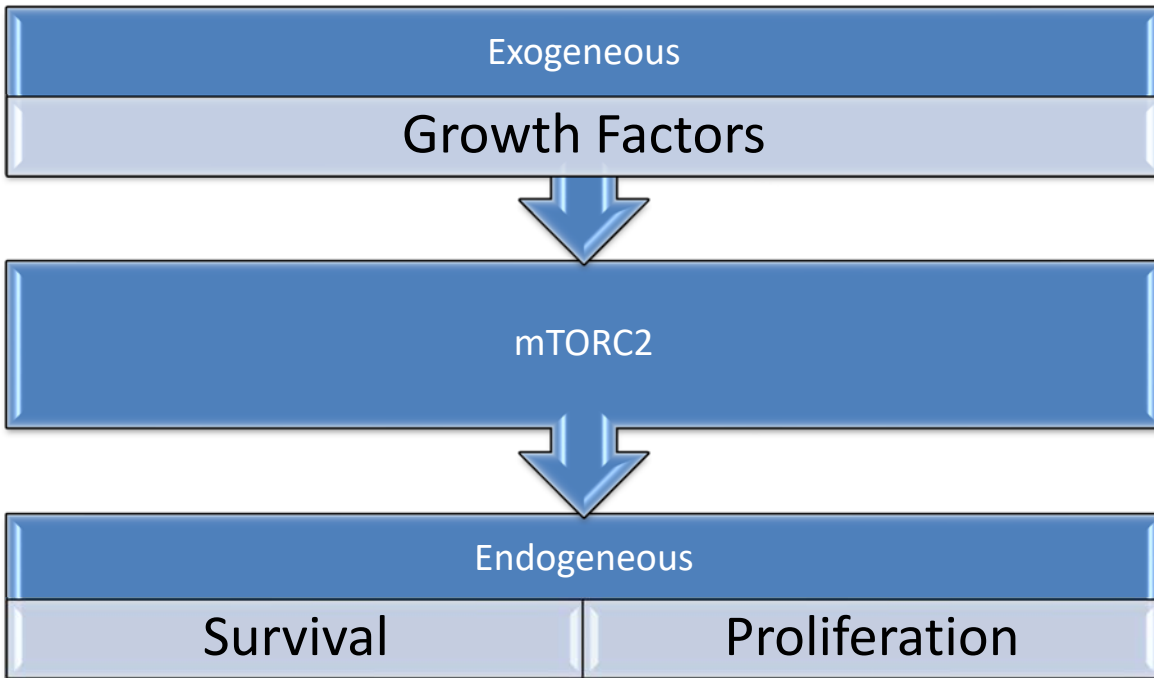 Exogeneous
Growth Factors
mTORC2
Endogeneous
Survival
Proliferation